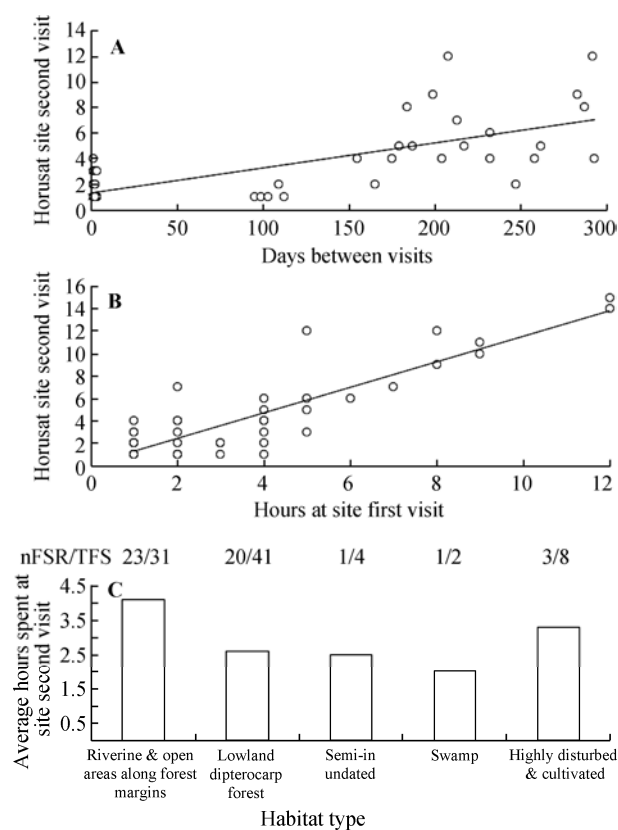 14
A
12
10
8
6
4
2
0
Horusat site second visit
0 50 100 150 200 250 300
Days between visits
16
B
14
12
10
8
6
4
2
0
Horusat site second visit
0 2 4 6 8 10 12
Hours at site first visit
nFSR/TFS 23/31 20/41 1/4 1/2 3/8
C
4.5
3.5
2.5
1.5
0.5
Average hours spent at
site second visit
Riverine & open
areas along forest
margins
Lowland
dipterocarp
forest
Semi-in
undated
Swamp
Highly disturbed
& cultivated
Habitat type